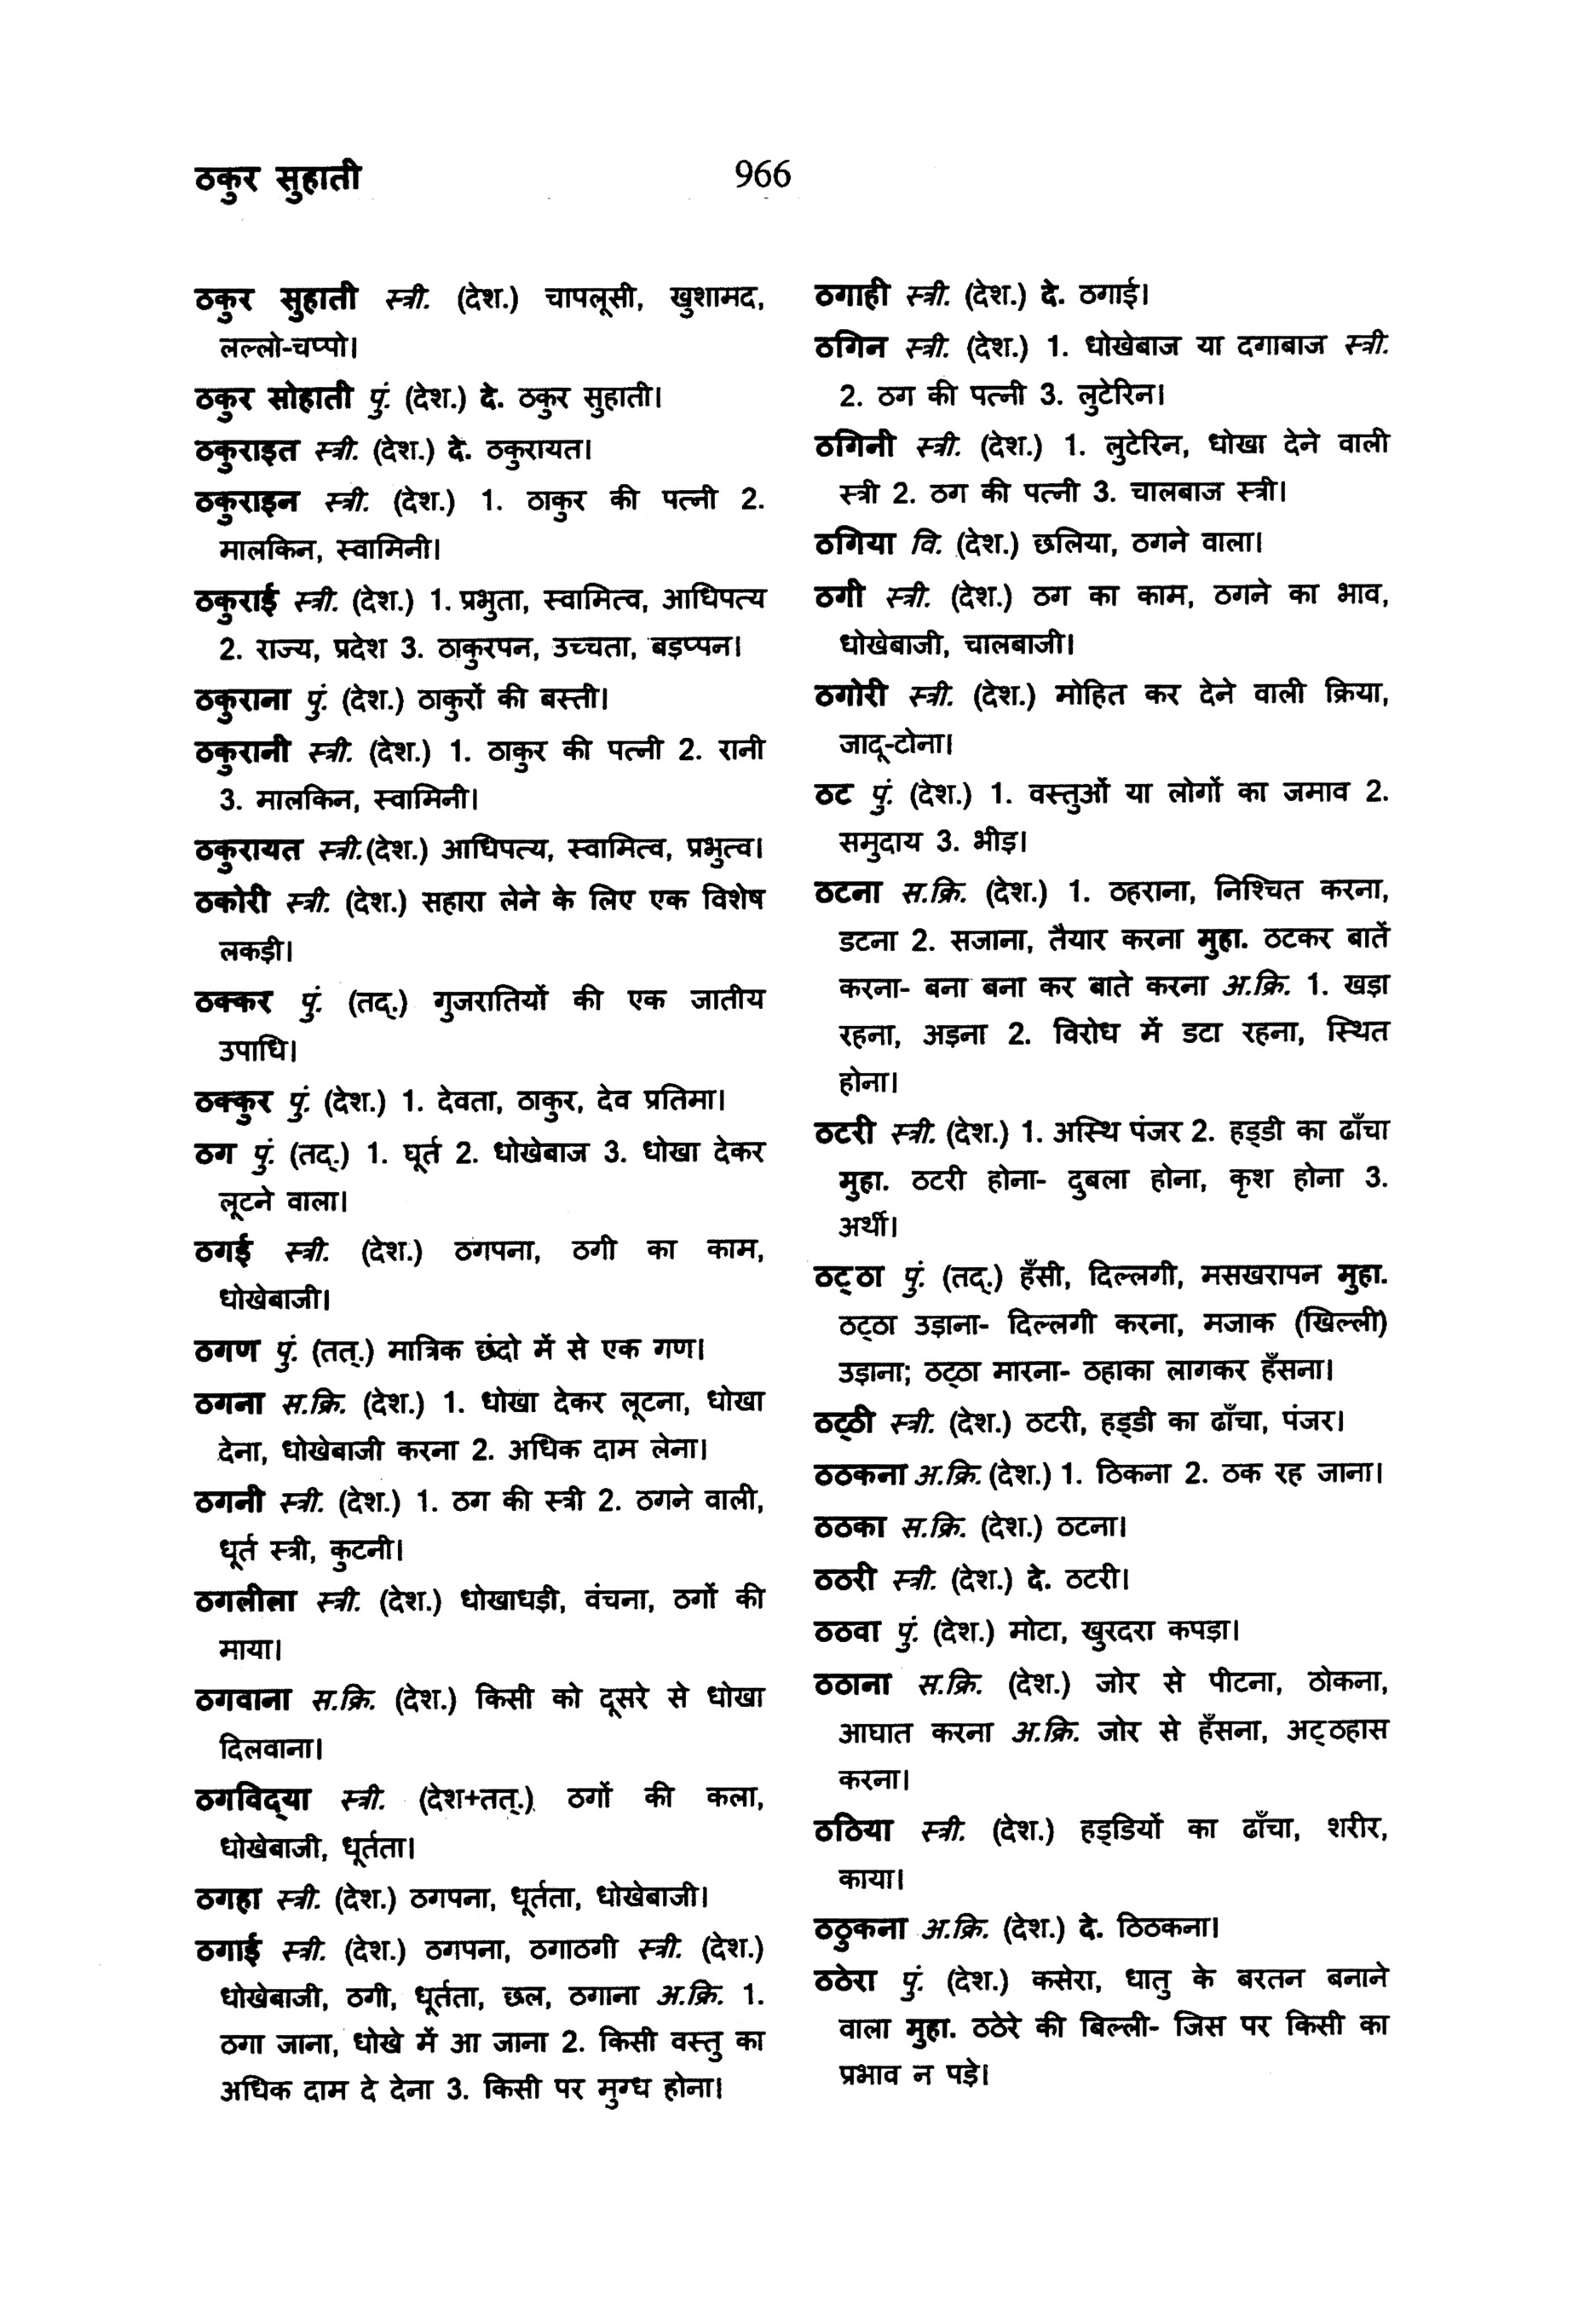 ठकुर सुहाती
966
ठकुर सुहाती स्त्री. (देश.) चापलूसी, खुशामद,
लल्लो-चप्पो।
ठकुर सोहाती पुं. (देश.) दे. ठकुर सुहाती।
ठकुराइत स्त्री. (देश.) दे. ठकुरायत।
ठकुराइन स्त्री. (देश.) 1. ठाकुर की पत्नी 2.
मालकिन, स्वामिनी।
ठकुराई स्त्री. (देश.) 1. प्रभुता, स्वामित्व, आधिपत्य
2. राज्य, प्रदेश 3. ठाकुरपन, उच्चता, बड़प्पन।
ठकुराना पुं. (देश.) ठाकुरों की बस्ती।
ठकुरानी स्त्री. (देश.) 1. ठाकुर की पत्नी 2. रानी
3. मालकिन, स्वामिनी।
ठकुरायत स्त्री.(देश.) आधिपत्य, स्वामित्व, प्रभुत्व।
ठकोरी स्त्री. (देश.) सहारा लेने के लिए एक विशेष
लकड़ी।
ठक्कर पुं. (तद्.) गुजरातियों की एक जातीय
उपाधि।
ठक्कुर पुं. (देश.) 1. देवता, ठाकुर, देव प्रतिमा।
ठग पुं. (तद्.) 1. धूर्त 2. धोखेबाज 3. धोखा देकर
लूटने वाला।
ठगई स्त्री. (देश.) ठगपना, ठगी का काम,
धोखेबाजी।
ठगण पुं. (तत्.) मात्रिक छंदो में से एक गण।
ठगना स.क्रि. (देश.) 1. धोखा देकर लूटना, धोखा
देना, धोखेबाजी करना 2. अधिक दाम लेना।
ठगनी स्त्री. (देश.) 1. ठग की स्त्री 2. ठगने वाली,
धूर्त स्त्री, कुटनी।
ठगलीला स्त्री. (देश.) धोखाधड़ी, वंचना, ठगों की
माया।
ठगवाना स.क्रि. (देश.) किसी को दूसरे से धोखा
दिलवाना।
ठगविद्‌या स्त्री. (देश+तत्.) ठगों की कला,
धोखेबाजी, धूर्तता।
ठगहा स्त्री. (देश.) ठगपना, धूर्तता, धोखेबाजी।
ठगाई स्त्री. (देश.) ठगपना, ठगाठगी स्त्री. (देश.)
धोखेबाजी, ठगी, धूर्तता, छल, ठगाना अ.क्रि. 1.
ठगा जाना, धोखे में आ जाना 2. किसी वस्तु का
अधिक दाम दे देना 3. किसी पर मुग्ध होना।
ठगाही स्त्री. (देश.) दे. ठगाई।
ठगिन स्त्री. (देश.) 1. धोखेबाज या दगाबाज स्त्री.
2. ठग की पत्नी 3. लुटेरिन।
ठगिनी स्त्री. (देश.) 1. लुटेरिन, धोखा देने वाली
स्त्री 2. ठग की पत्नी 3. चालबाज स्त्री।
ठगिया वि. (देश.) छलिया, ठगने वाला।
ठगी स्त्री. (देश.) ठग का काम, ठगने का भाव,
धोखेबाजी, चालबाजी।
ठगोरी स्त्री. (देश.) मोहित कर देने वाली क्रिया,
जादू-टोना।
ठट पुं. (देश.) 1. वस्तुओं या लोगों का जमाव 2.
समुदाय 3. भीड़।
ठटना स.क्रि. (देश.) 1. ठहराना, निश्चित करना,
डटना 2. सजाना, तैयार करना मुहा. ठटकर बातें
करना- बना बना कर बाते करना अ.क्रि. 1. खड़ा
रहना, अड़ना 2. विरोध में डटा रहना, स्थित
होना।
ठटरी स्त्री. (देश.) 1. अस्थि पंजर 2. हड्‌डी का ढाँचा
मुहा. ठटरी होना- दुबला होना, कृश होना 3.
अर्थी।
ठट्‌ठा पुं. (तद्.) हँसी, दिल्लगी, मसखरापन मुहा.
ठट्‌ठा उड़ाना- दिल्लगी करना, मजाक (खिल्ली)
उड़ाना; ठट्‌ठा मारना- ठहाका लागकर हँसना।
ठट्‌ठी स्त्री. (देश.) ठटरी, हड्‌डी का ढाँचा, पंजर।
ठठकना अ.क्रि. (देश.) 1. ठिकना 2. ठक रह जाना।
ठठका स.क्रि. (देश.) ठटना।
ठठरी स्त्री. (देश.) दे. ठटरी।
ठठवा पुं. (देश.) मोटा, खुरदरा कपड़ा।
ठठाना स.क्रि. (देश.) जोर से पीटना, ठोकना,
आघात करना अ.क्रि. जोर से हँसना, अट्‌ठहास
करना।
ठठिया स्त्री. (देश.) हड्‌डियों का ढाँचा, शरीर,
काया।
ठठुकना अ.क्रि. (देश.) दे. ठिठकना।
ठठेरा पुं. (देश.) कसेरा, धातु के बरतन बनाने
वाला मुहा. ठठेरे की बिल्ली- जिस पर किसी का
प्रभाव न पड़े।